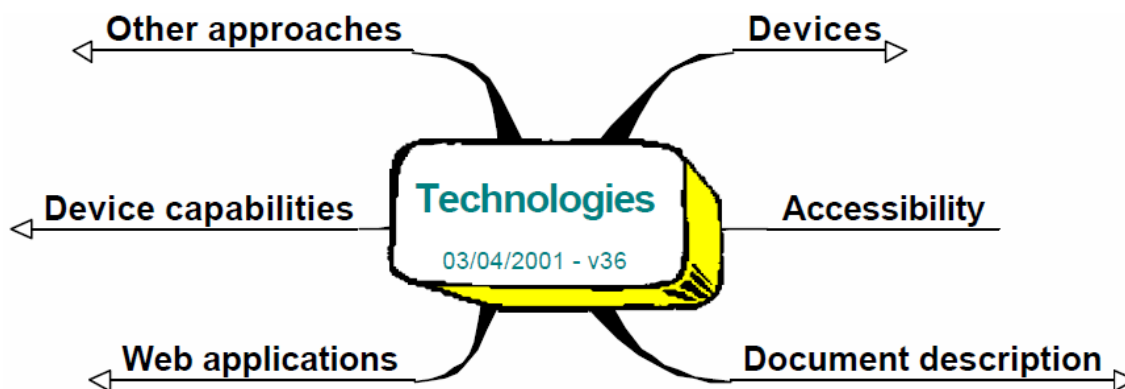 Other approaches
Devices
Technologies
03/04/2001 - v36
Device capabilities
Accessibility
Web applications
Document description